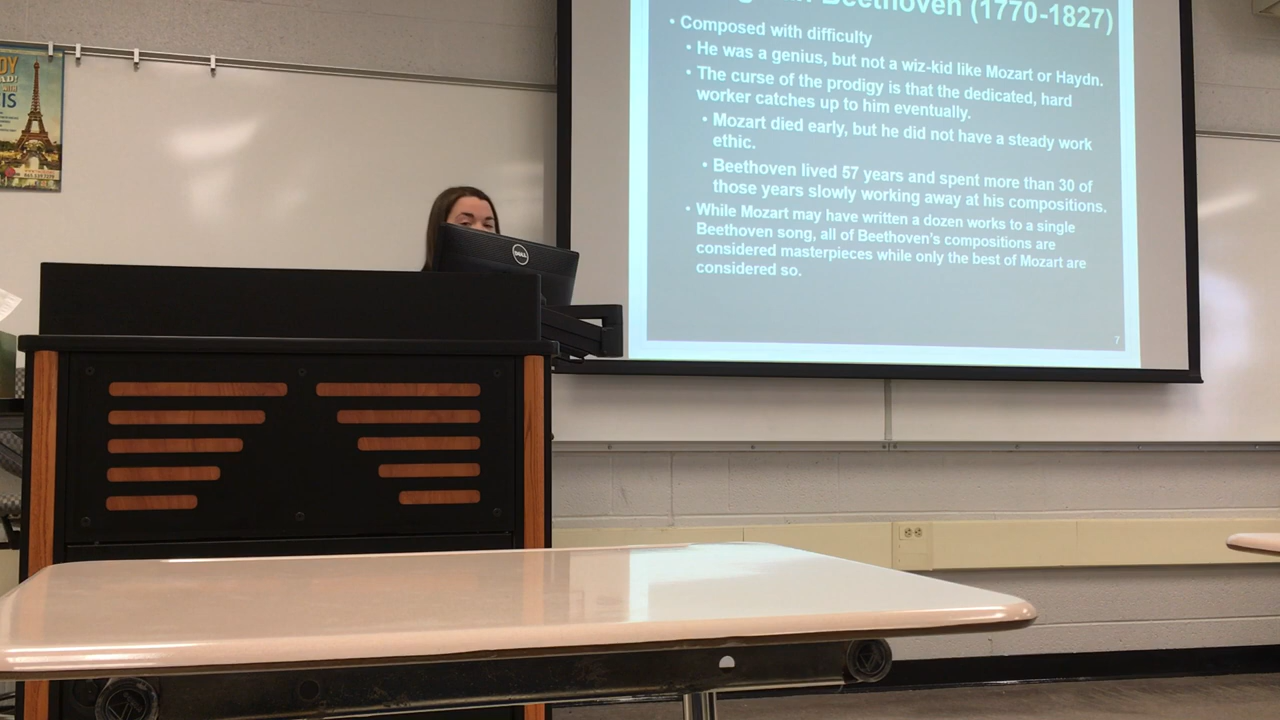 Beethoven (1770-1827)
• Composed with difficulty
• He was a genius, but not a wiz-kid like Mozart or Haydn.
• The curse of the prodigy is that the dedicated, hard
worker catches up to him eventually.
• Mozart died early, but he did not have a steady work
ethic.
• Beethoven lived 57 years and spent more than 30 of
those years slowly working away at his compositions.
• While Mozart may have written a dozen works to a single
Beethoven song, all of Beethoven's compositions are
considered masterpieces while only the best of Mozart are
considered so.
7
DELL